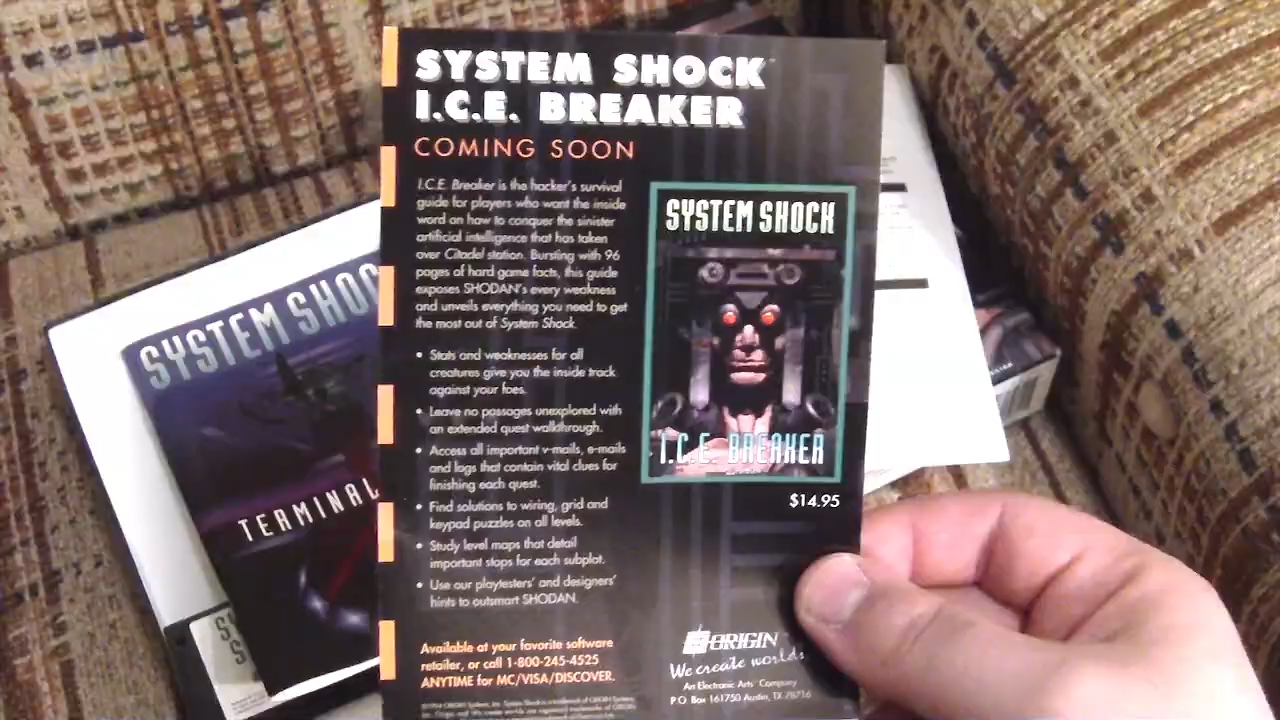 SYSTEM SHOCK™
I.C.E. BREAKER
COMING SOON
I.C.E. Breaker is the hacker's survival
guide for players who want the inside
word on how to conquer the sinister
artificial intelligence that has taken
over Citadel station. Bursting with 96
pages of hard game facts, this guide
exposes SHODAN's every weakness
and unveils everything you need to get
the most out of System Shock.
• Stats and weaknesses for all
creatures give you the inside track
against your foes.
• Leave no passages unexplored with
an extended quest walkthrough.
• Access all important v-mails, e-mails
and logs that contain vital clues for
finishing each quest.
• Find solutions to wiring, grid and
keypad puzzles on all levels.
• Study level maps that detail
important stops for each subplot.
• Use our playtesters' and designers'
hints to outsmart SHODAN.
Available at your favorite software
retailer, or call 1-800-245-4525
ANYTIME for MC/VISA/DISCOVER.
SYSTEM SHOCK
I.C.E. BREAKER
$14.95
ORIGIN
We create worlds
An Electronic Arts Company
P.O. Box 161750 Austin, TX 78716
SYSTEM SHOC
TERMINAL